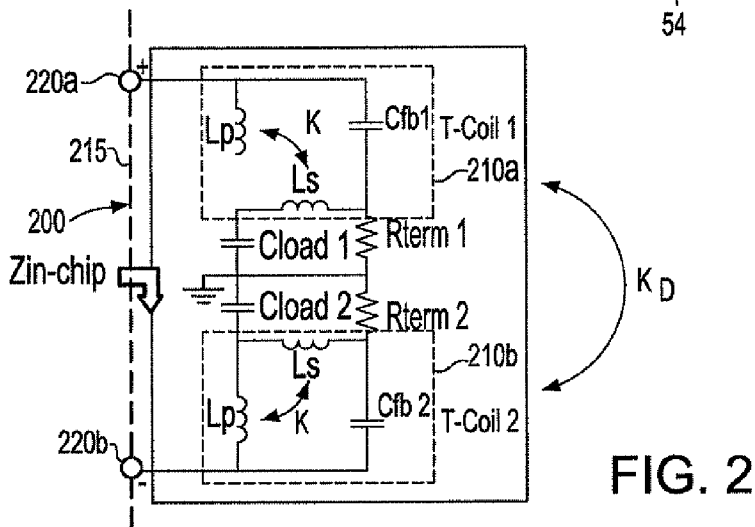 54
220a
+
215
200
Zin-chip
Lp
K
Cfb1
T-Coil 1
Ls
210a
Cload 1
Rterm 1
Cload 2
Rterm 2
K D
Ls
210b
Lp
K
Cfb 2
T-Coil 2
220b
-
FIG. 2